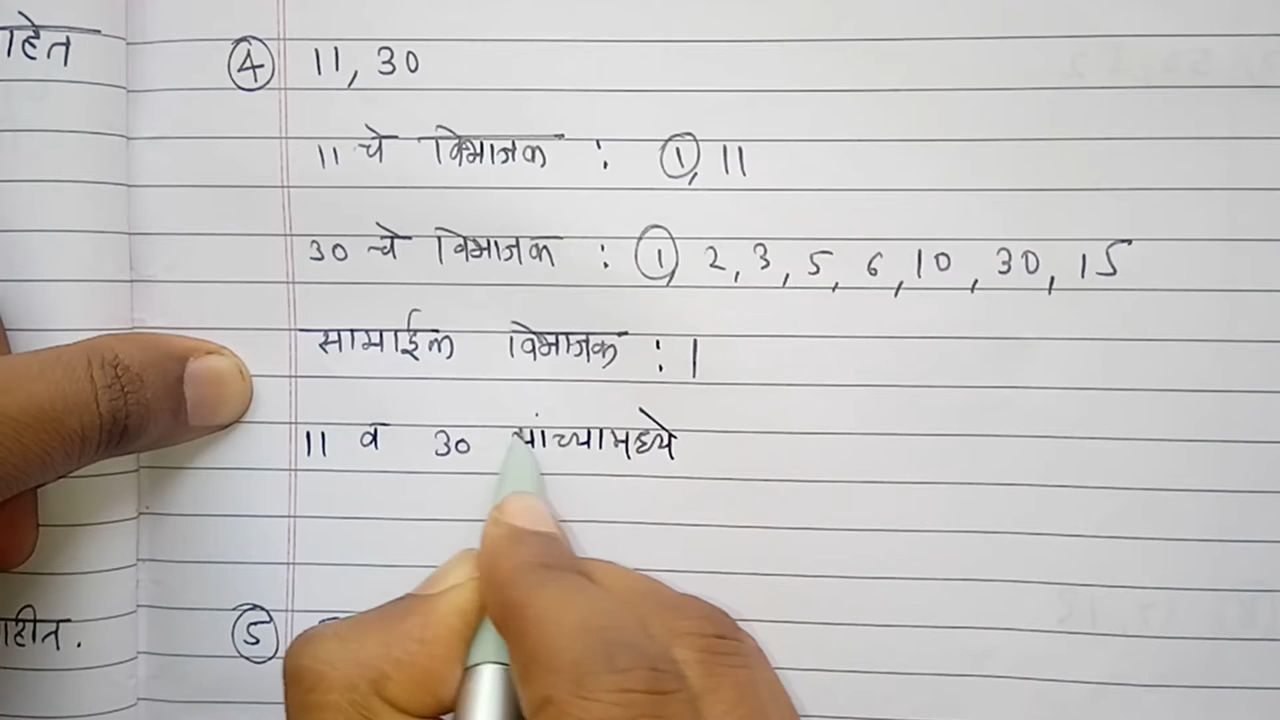 हित
④ 11, 30
11 चे विभाजक : ①, 11
30 चे विभाजक : ①, 2, 3, 5, 6, 10, 30, 15
सामाईक विभाजक : 1
11 व 30 यांच्यामध्ये
⑤
हीत.